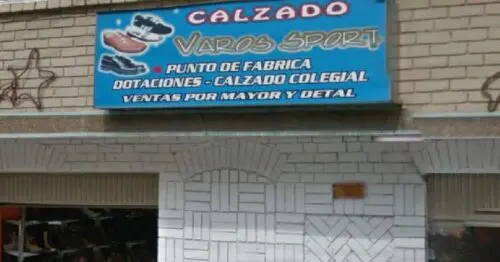 CALZADO
VAROS SPORT
PUNTO DE FABRICA
DOTACIONES - CALZADO COLEGIAL
VENTAS POR MAYOR Y DETAL